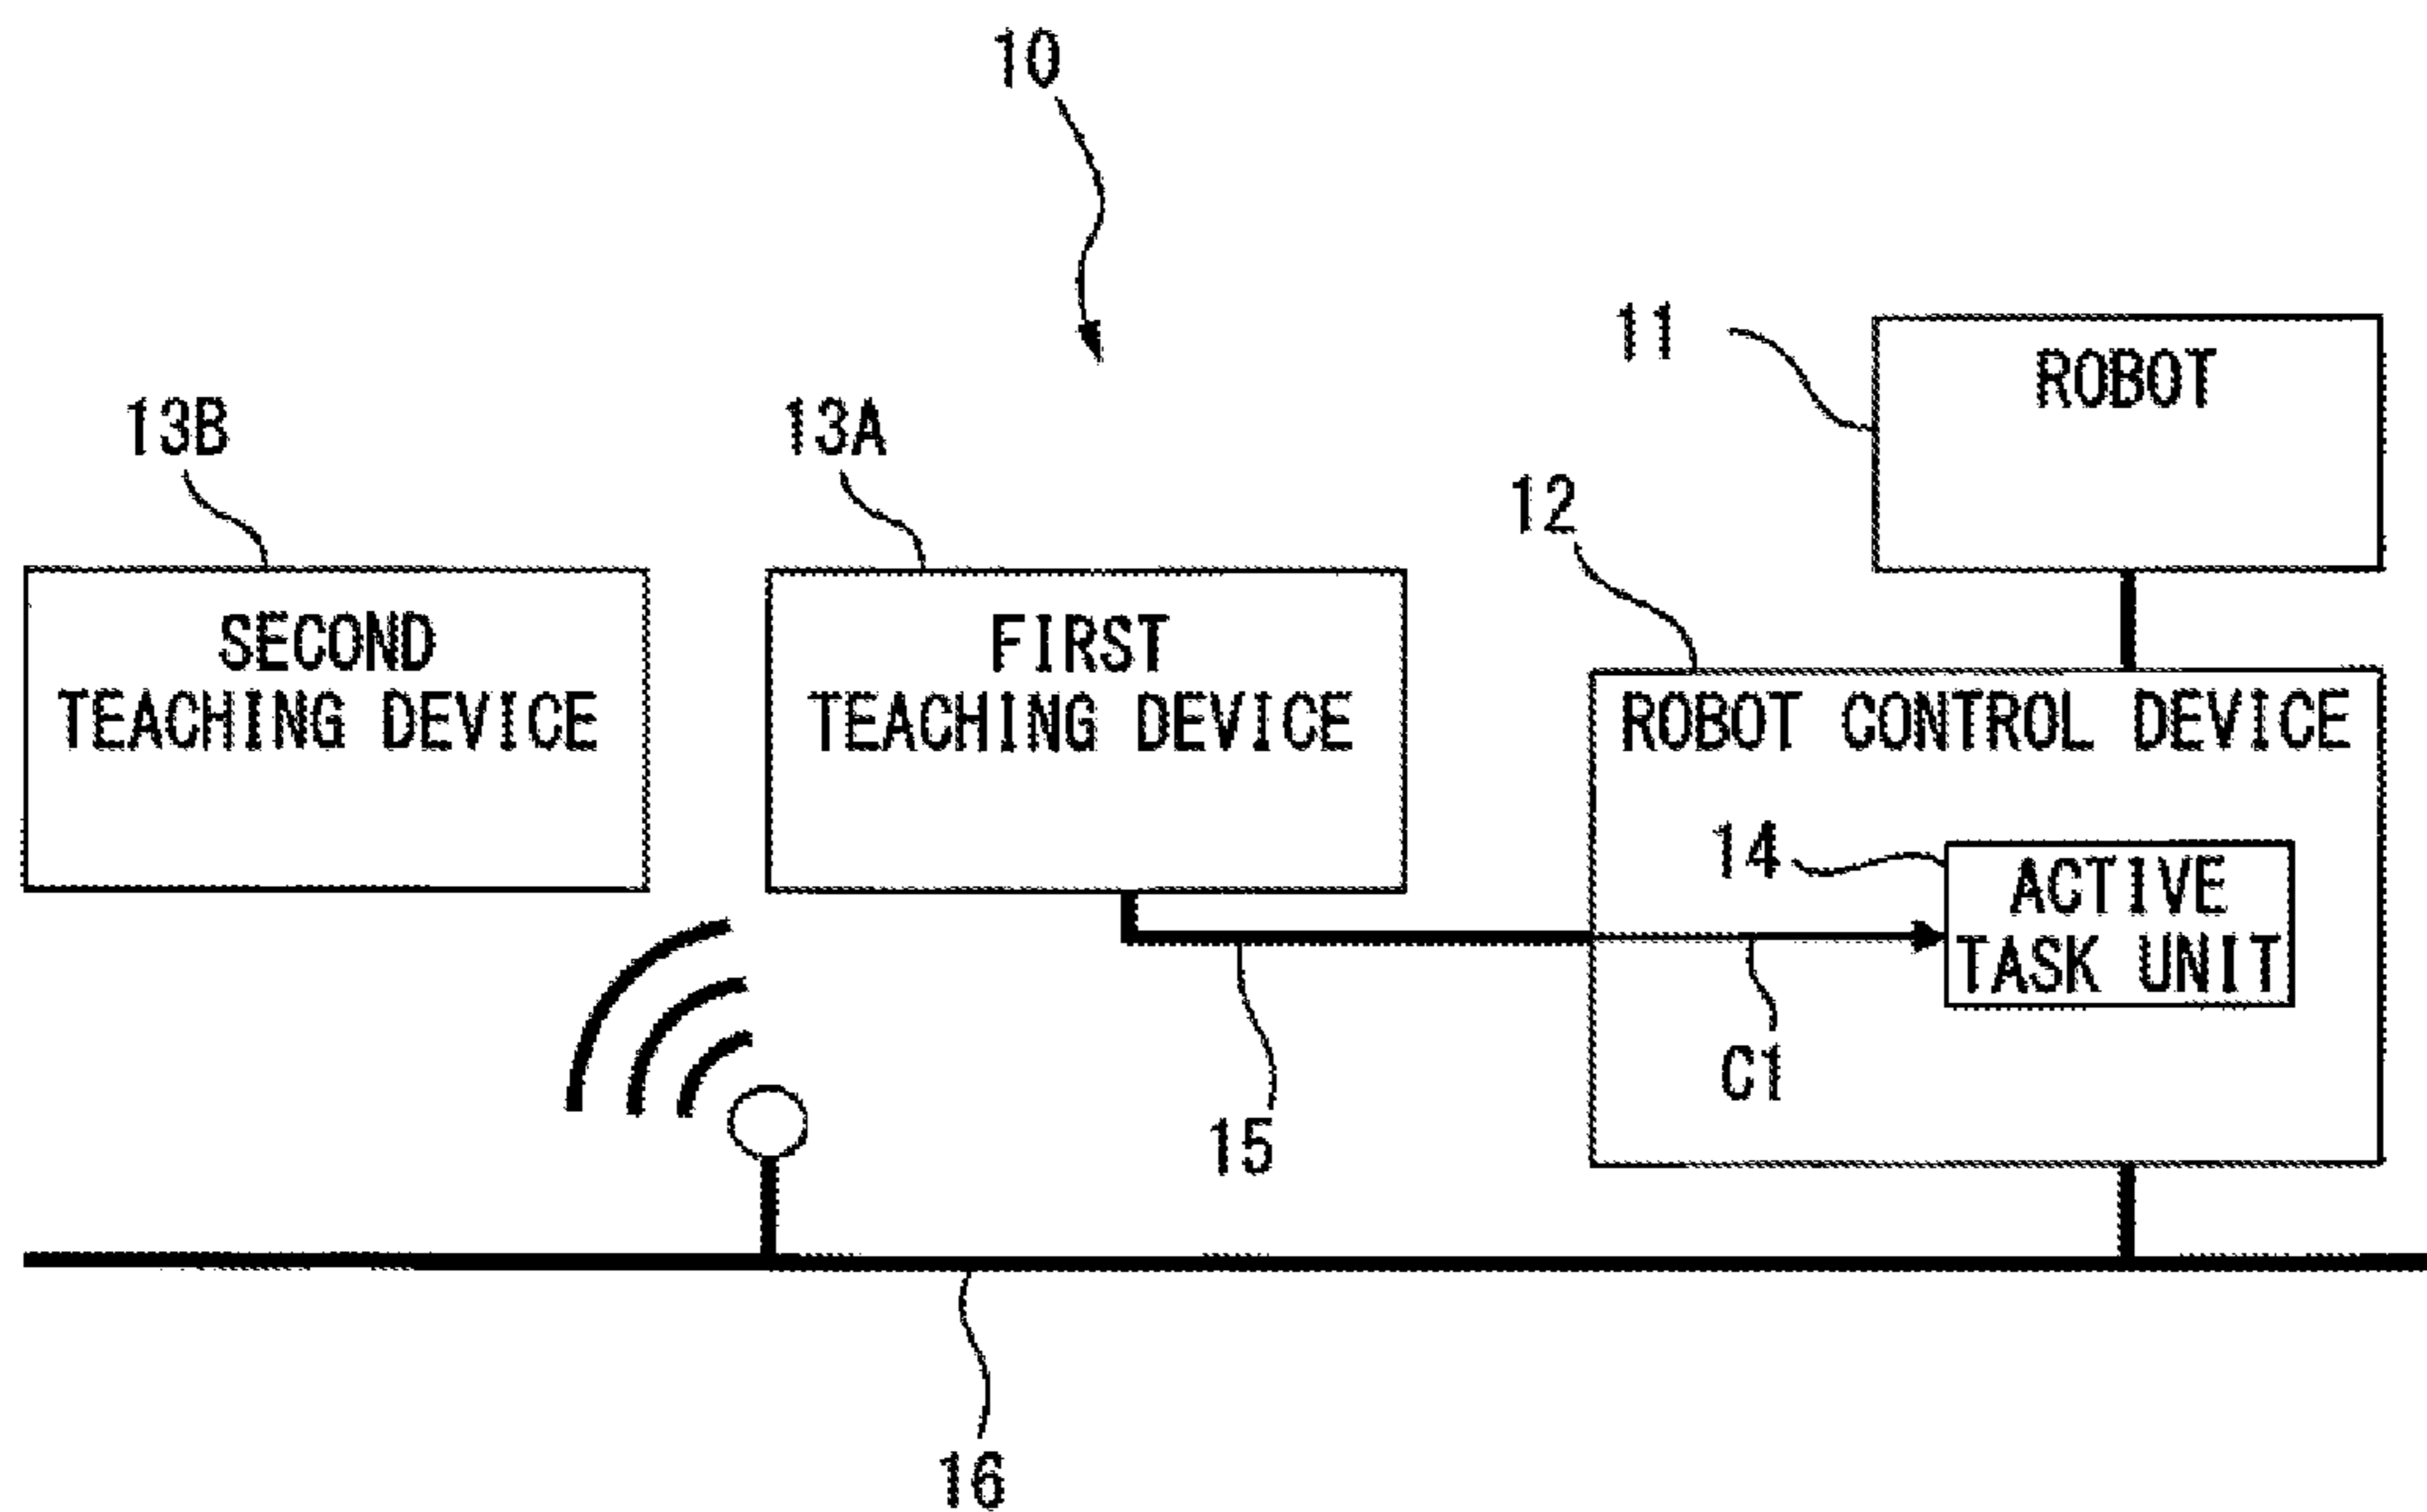 10
11
ROBOT
13B
13A
12
SECOND
TEACHING DEVICE
FIRST
TEACHING DEVICE
ROBOT CONTROL DEVICE
14
ACTIVE
TASK UNIT
C1
15
16